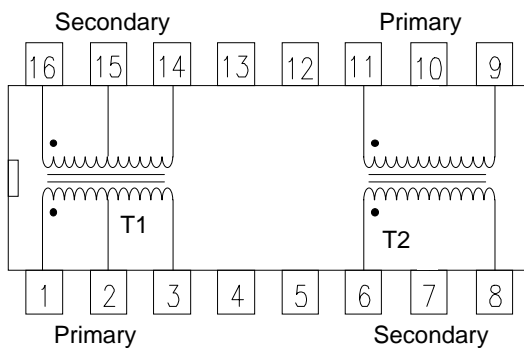 Secondary Primary
16 15 14 13 12 11 10 9
T1 T2
1 2 3 4 5 6 7 8
Primary Secondary